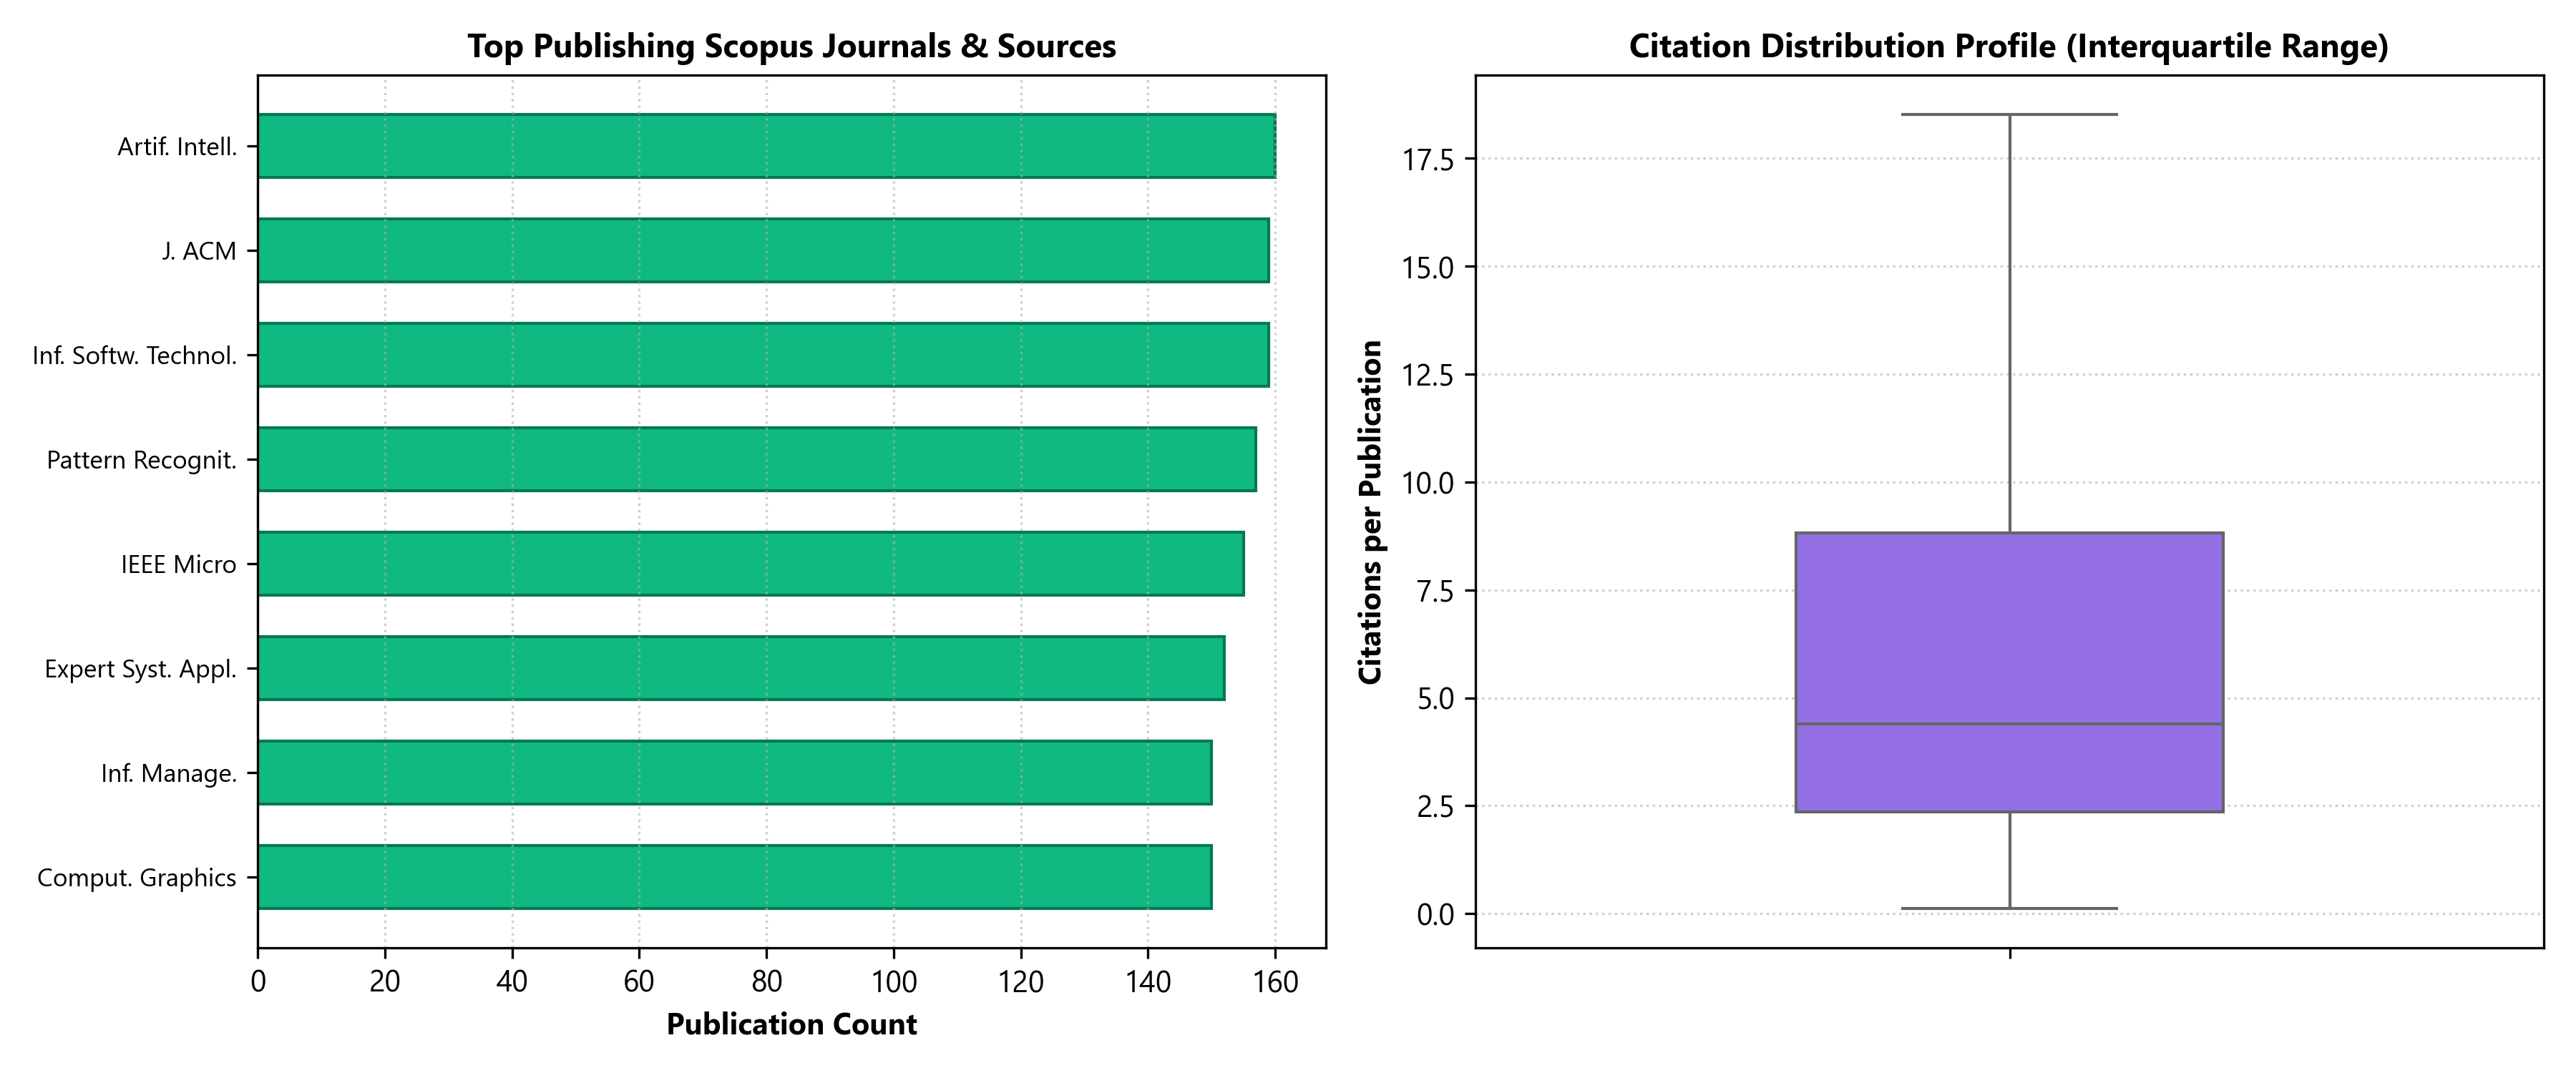 Top Publishing Scopus Journals & Sources
Artif. Intell.
J. ACM
Inf. Softw. Technol.
Pattern Recognit.
IEEE Micro
Expert Syst. Appl.
Inf. Manage.
Comput. Graphics
0 20 40 60 80 100 120 140 160
Publication Count
Citation Distribution Profile (Interquartile Range)
Citations per Publication
17.5
15.0
12.5
10.0
7.5
5.0
2.5
0.0